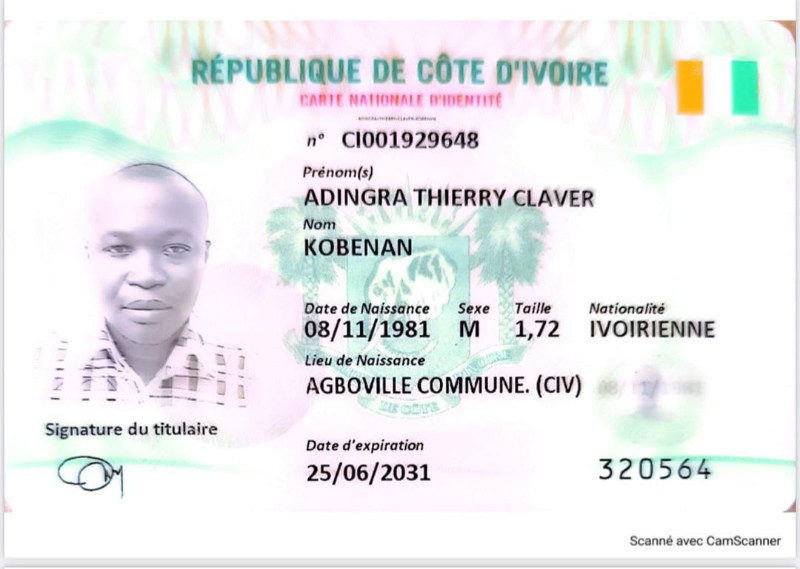 RÉPUBLIQUE DE CÔTE D'IVOIRE
CARTE NATIONALE D'IDENTITÉ
n° CI001929648
Prénom(s)
ADINGRA THIERRY CLAVER
Nom
KOBENAN
Date de Naissance Sexe Taille Nationalité
08/11/1981 M 1,72 IVOIRIENNE
Lieu de Naissance
AGBOVILLE COMMUNE. (CIV)
DE CÔTE
Signature du titulaire
Date d'expiration
25/06/2031
320564
Scanné avec CamScanner